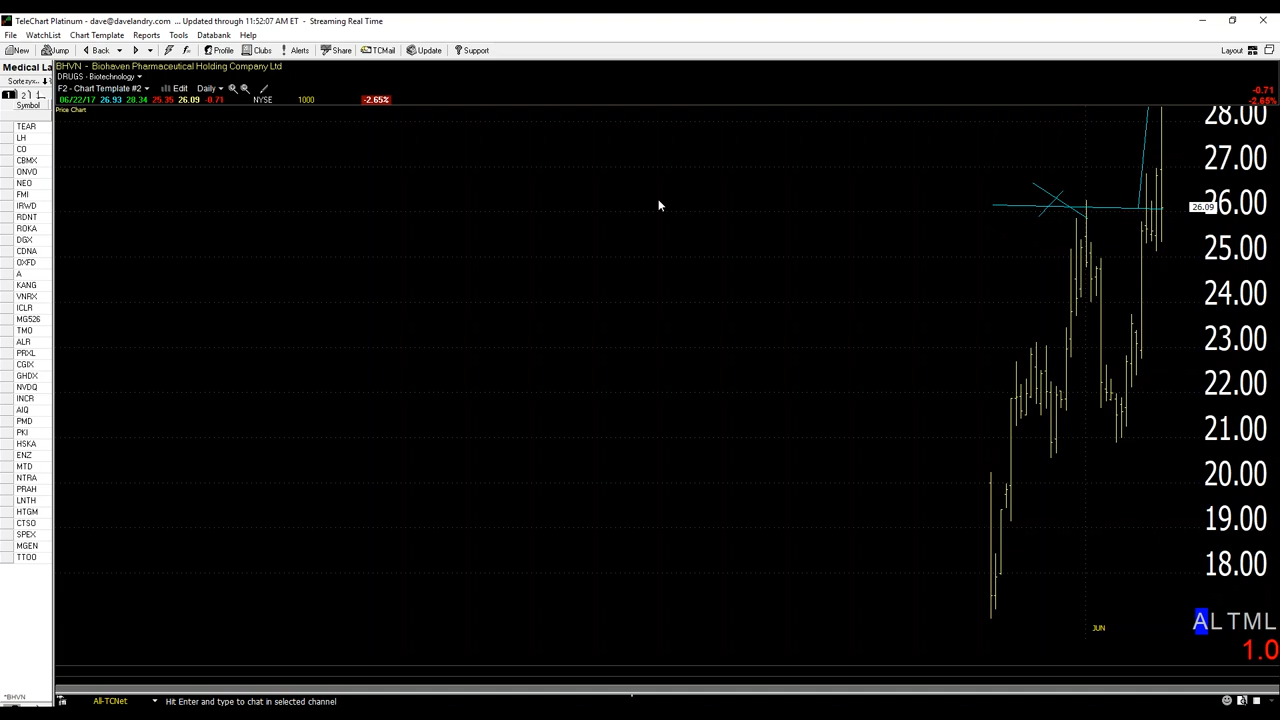 TeleChart Platinum - dave@davelandry.com ... Updated through 11:52:07 AM ET - Streaming Real Time
File WatchList Chart Template Reports Tools Databank Help
New Jump Back Profile Clubs Alerts Share TCMail Update Support Layout
Medical La
BHVN - Biohaven Pharmaceutical Holding Company Ltd
DRUGS - Biotechnology
F2 - Chart Template #2 Edit Daily
06/22/17 26.93 28.34 25.35 26.09 -0.71 NYSE 1000 -2.65%
-0.71
-2.65%
Price Chart
1 2
Symbol
TEAR
LH
CO
CBMX
ONVO
NEO
FMI
IRWD
RDNT
ROKA
DGX
CDNA
OXFD
A
KANG
VNRX
ICLR
MG526
TMO
ALR
PRXL
CGIX
GHDX
NVDQ
INCR
AIQ
PMD
PKI
HSKA
ENZ
MTD
NTRA
PRAH
LNTH
HTGM
CTSO
SPEX
MGEN
TTOO
28.00
27.00
26.00
26.09
25.00
24.00
23.00
22.00
21.00
20.00
19.00
18.00
JUN
ALTML
1.0
*BHVN
All-TCNet Hit Enter and type to chat in selected channel